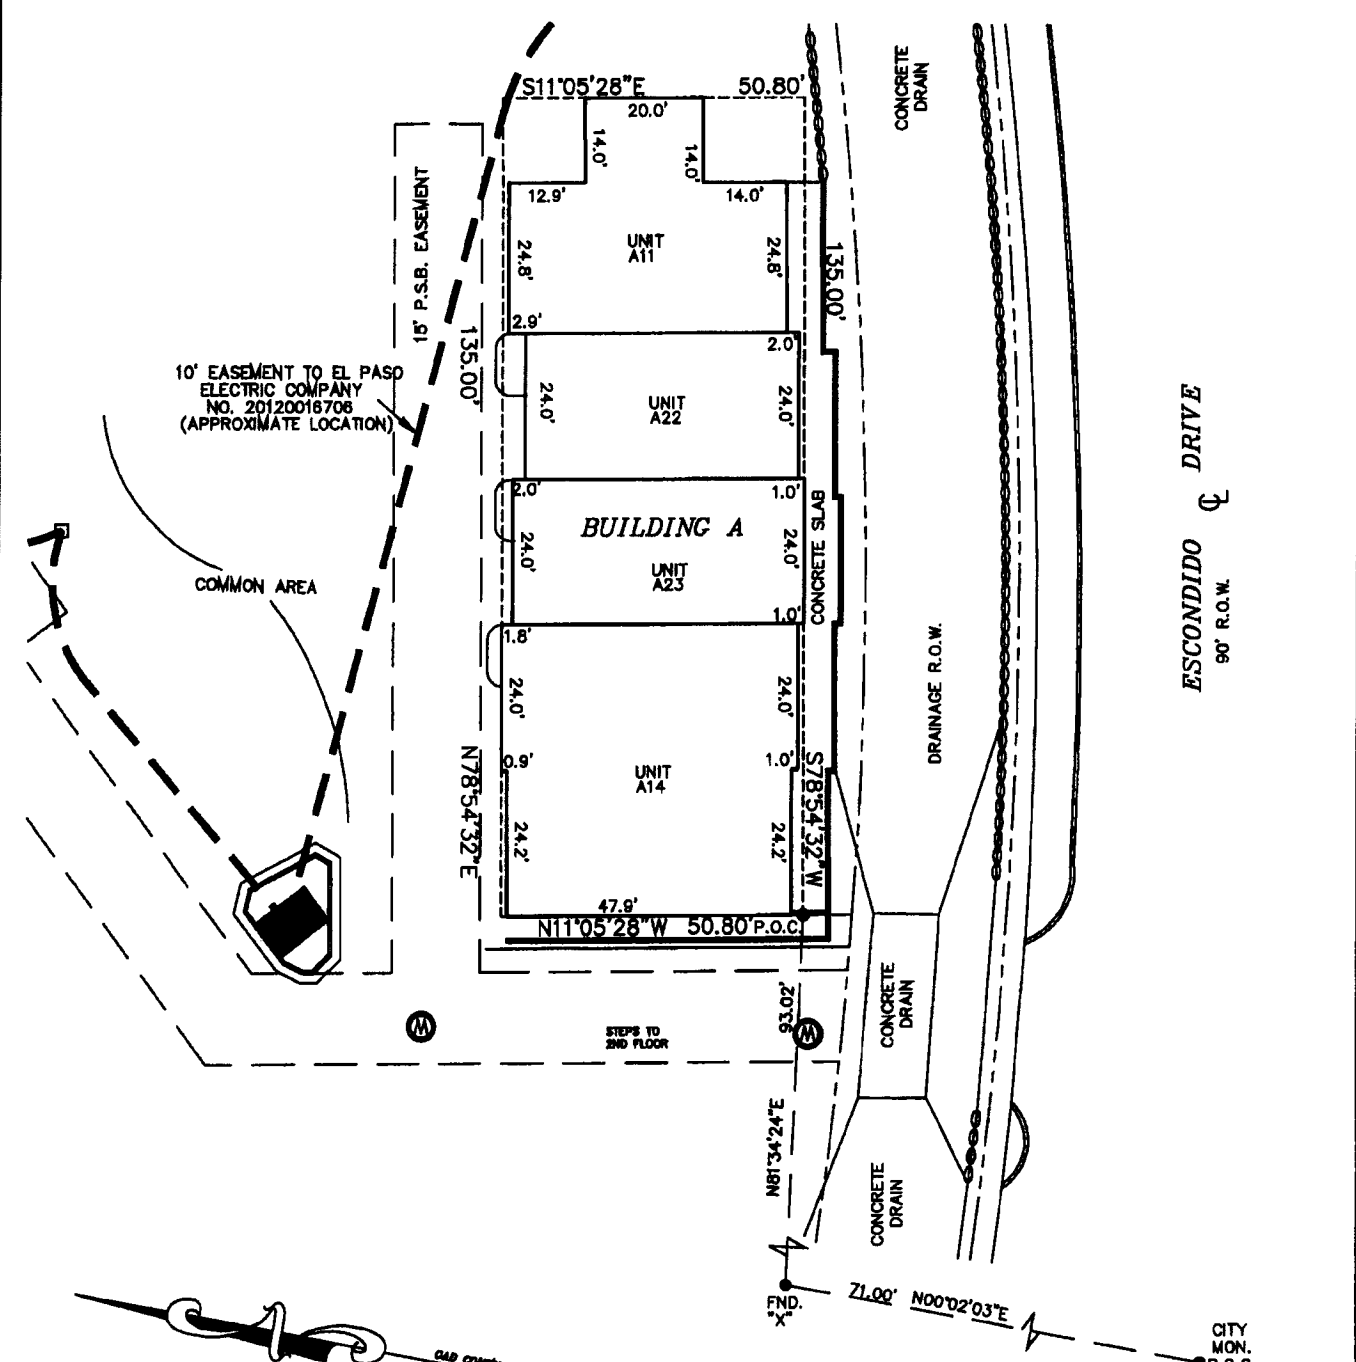 S11°05'28"E 50.80'
20.0'
14.0'
14.0'
12.9'
14.0'
UNIT
A11
24.8'
24.8'
135.00'
2.9'
2.0'
15' P.S.B. EASEMENT
135.00'
10' EASEMENT TO EL PASO
ELECTRIC COMPANY
NO. 20120016706
(APPROXIMATE LOCATION)
24.0'
UNIT
A22
24.0'
2.0'
1.0'
BUILDING A
24.0'
UNIT
A23
24.0'
CONCRETE SLAB
1.0'
1.8'
COMMON AREA
24.0'
24.0'
0.9'
1.0'
UNIT
A14
N78°54'32"E
S78°54'32"W
24.2'
24.2'
47.9'
N11°05'28"W 50.80'
P.O.C.
93.02'
STEPS TO
2ND FLOOR
W
W
N81°34'24"E
CONCRETE
DRAIN
DRAINAGE R.O.W.
CONCRETE
DRAIN
CONCRETE
DRAIN
ESCONDIDO ℄ DRIVE
90' R.O.W.
FND.
"X"
71.00' N00°02'03"E
CITY
MON.